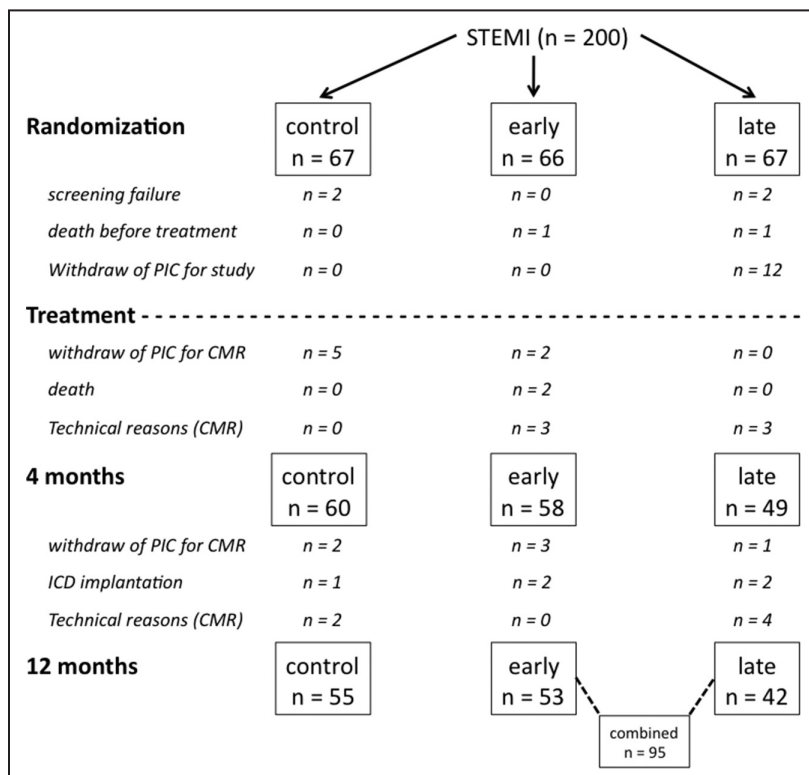 STEMI (n = 200)
Randomization
control early late
n = 67 n = 66 n = 67
screening failure n = 2 n = 0 n = 2
death before treatment n = 0 n = 1 n = 1
Withdraw of PIC for study n = 0 n = 0 n = 12
Treatment
withdraw of PIC for CMR n = 5 n = 2 n = 0
death n = 0 n = 2 n = 0
Technical reasons (CMR) n = 0 n = 3 n = 3
4 months control early late
n = 60 n = 58 n = 49
withdraw of PIC for CMR n = 2 n = 3 n = 1
ICD implantation n = 1 n = 2 n = 2
Technical reasons (CMR) n = 2 n = 0 n = 4
12 months control early late
n = 55 n = 53 n = 42
combined
n = 95